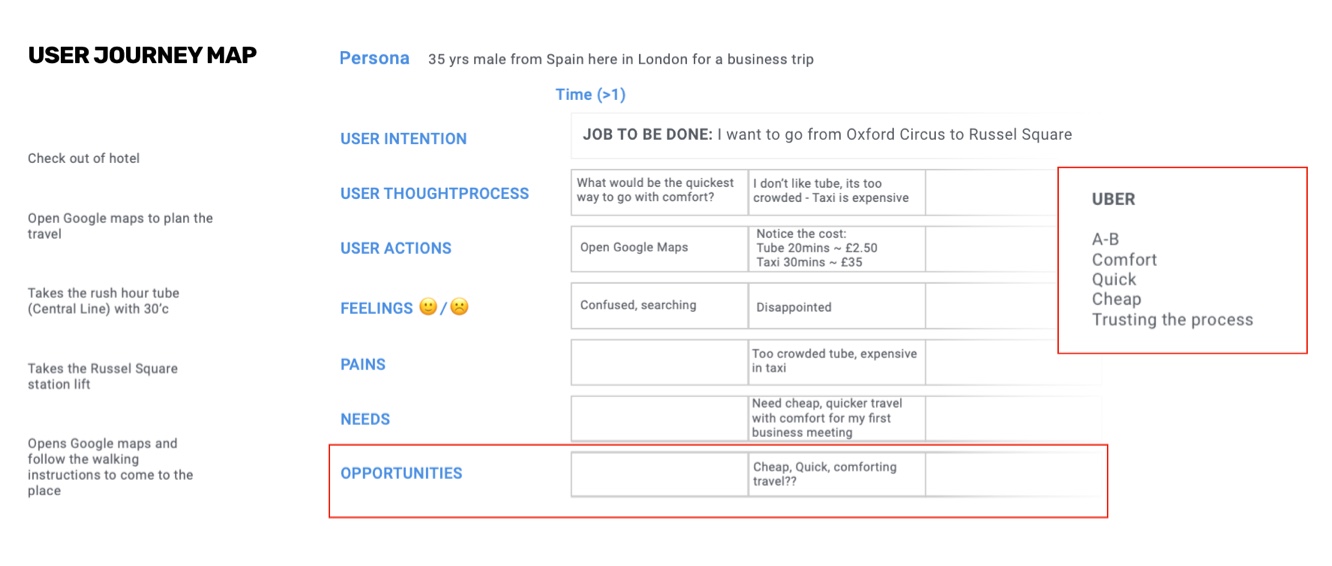 USER JOURNEY MAP
Persona 35 yrs male from Spain here in London for a business trip
Time (>1)
Check out of hotel
Open Google maps to plan the
travel
Takes the rush hour tube
(Central Line) with 30'c
Takes the Russel Square
station lift
Opens Google maps and
follow the walking
instructions to come to the
place
USER INTENTION
JOB TO BE DONE: I want to go from Oxford Circus to Russel Square
USER THOUGHTPROCESS
What would be the quickest
way to go with comfort?
I don't like tube, its too
crowded - Taxi is expensive
USER ACTIONS
Open Google Maps
Notice the cost:
Tube 20mins ~ £2.50
Taxi 30mins ~ £35
FEELINGS 🙂/☹️
Confused, searching
Disappointed
PAINS
Too crowded tube, expensive
in taxi
NEEDS
Need cheap, quicker travel
with comfort for my first
business meeting
OPPORTUNITIES
Cheap, Quick, comforting
travel??
UBER
A-B
Comfort
Quick
Cheap
Trusting the process